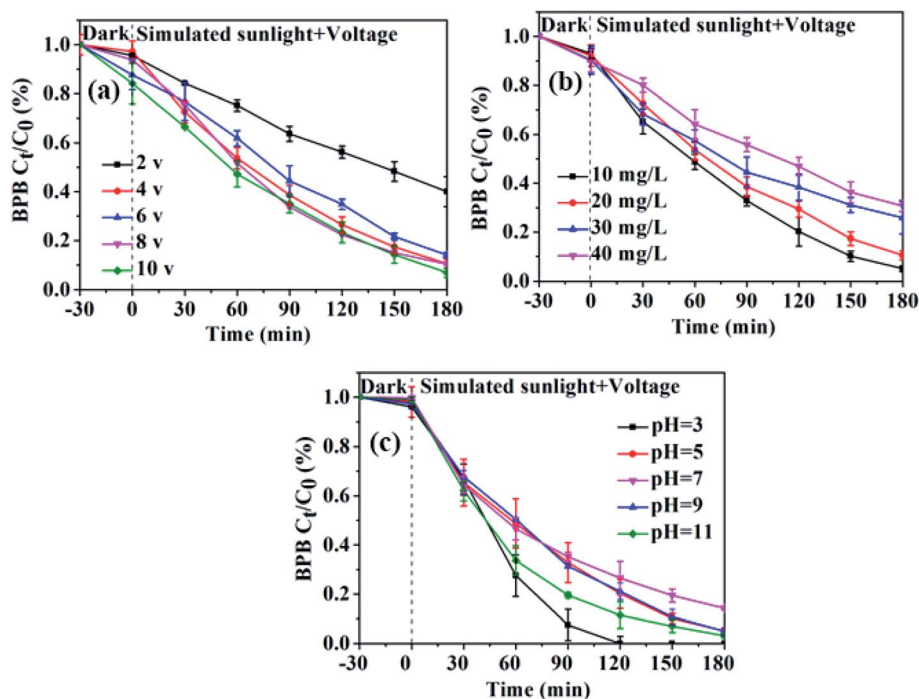 Dark Simulated sunlight+Voltage
(a)
BPB Ct/C0 (%)
1.0
0.8
0.6
0.4
0.2
0.0
2 v
4 v
6 v
8 v
10 v
-30 0 30 60 90 120 150 180
Time (min)
Dark Simulated sunlight+Voltage
(b)
BPB Ct/C0 (%)
1.0
0.8
0.6
0.4
0.2
0.0
10 mg/L
20 mg/L
30 mg/L
40 mg/L
-30 0 30 60 90 120 150 180
Time (min)
Dark Simulated sunlight+Voltage
(c)
BPB Ct/C0 (%)
1.0
0.8
0.6
0.4
0.2
0.0
pH=3
pH=5
pH=7
pH=9
pH=11
-30 0 30 60 90 120 150 180
Time (min)